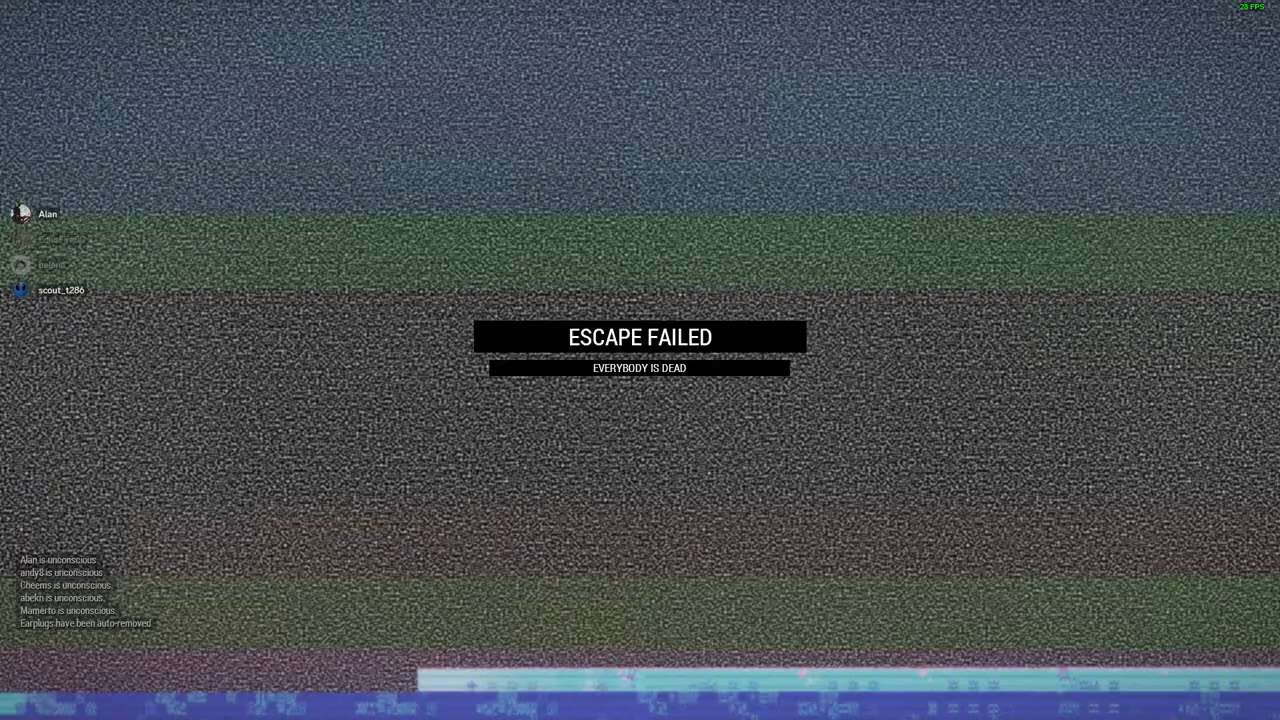 28 FPS
Alan
scout_t286
ESCAPE FAILED
EVERYBODY IS DEAD
Alan is unconscious.
andy8 is unconscious.
Cheems is unconscious.
abekn is unconscious.
Mamerto is unconscious.
Earplugs have been auto-removed